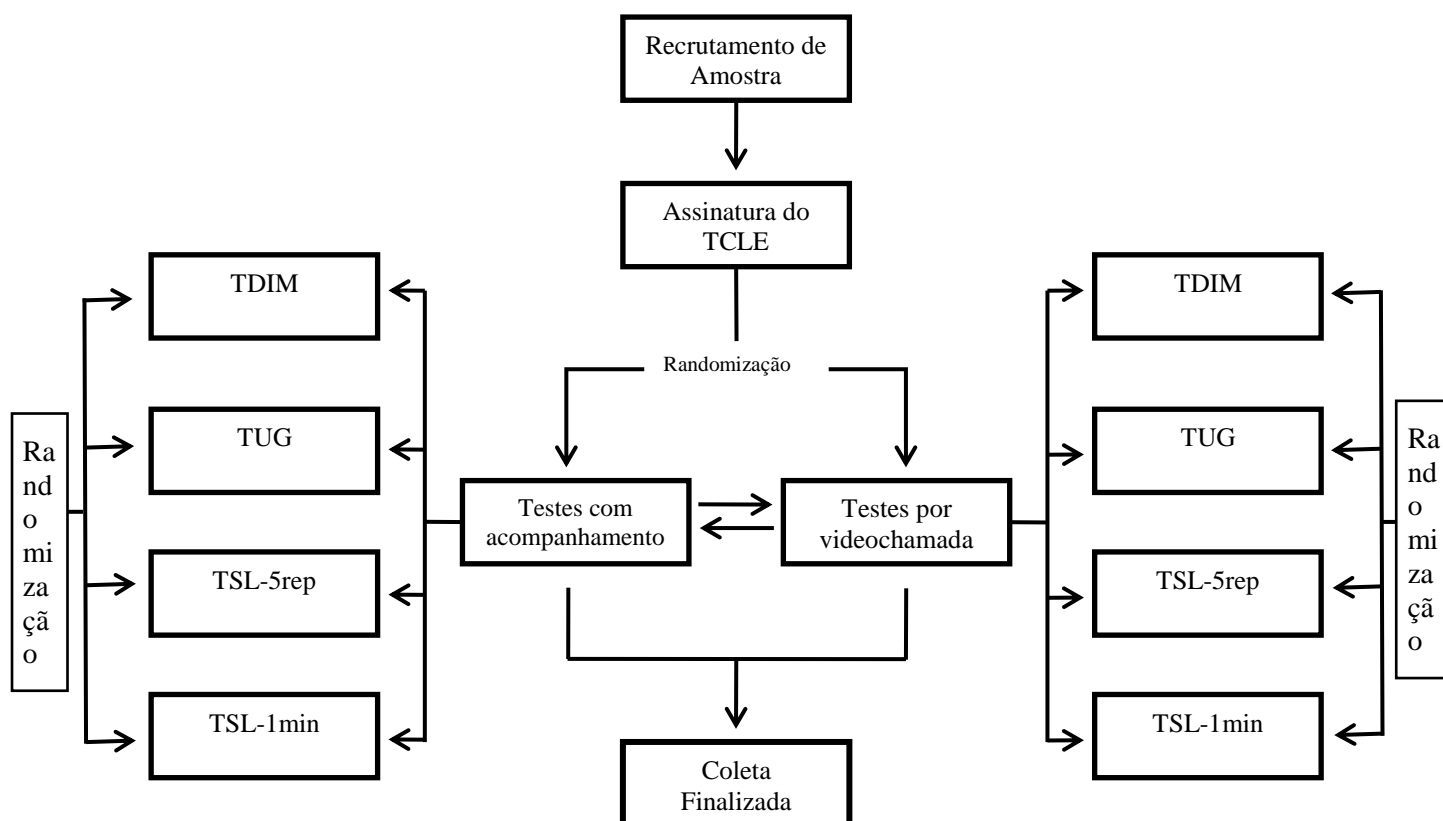 Recrutamento de
Amostra
Assinatura do
TCLE
Randomização
TDIM
TUG
TSL-5rep
TSL-1min
Ra
nd
o
mi
za
çã
o
Testes com
acompanhamento
Testes por
videochamada
TDIM
TUG
TSL-5rep
TSL-1min
Ra
nd
o
mi
za
çã
o
Coleta
Finalizada